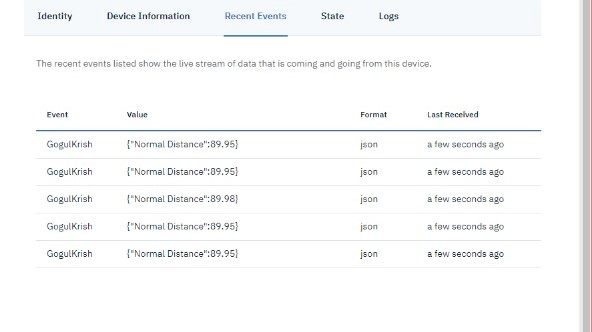 Identity Device Information Recent Events State Logs
The recent events listed show the live stream of data that is coming and going from this device.
Event Value Format Last Received
GogulKrish {"Normal Distance":89.95} json a few seconds ago
GogulKrish {"Normal Distance":89.95} json a few seconds ago
GogulKrish {"Normal Distance":89.98} json a few seconds ago
GogulKrish {"Normal Distance":89.95} json a few seconds ago
GogulKrish {"Normal Distance":89.95} json a few seconds ago